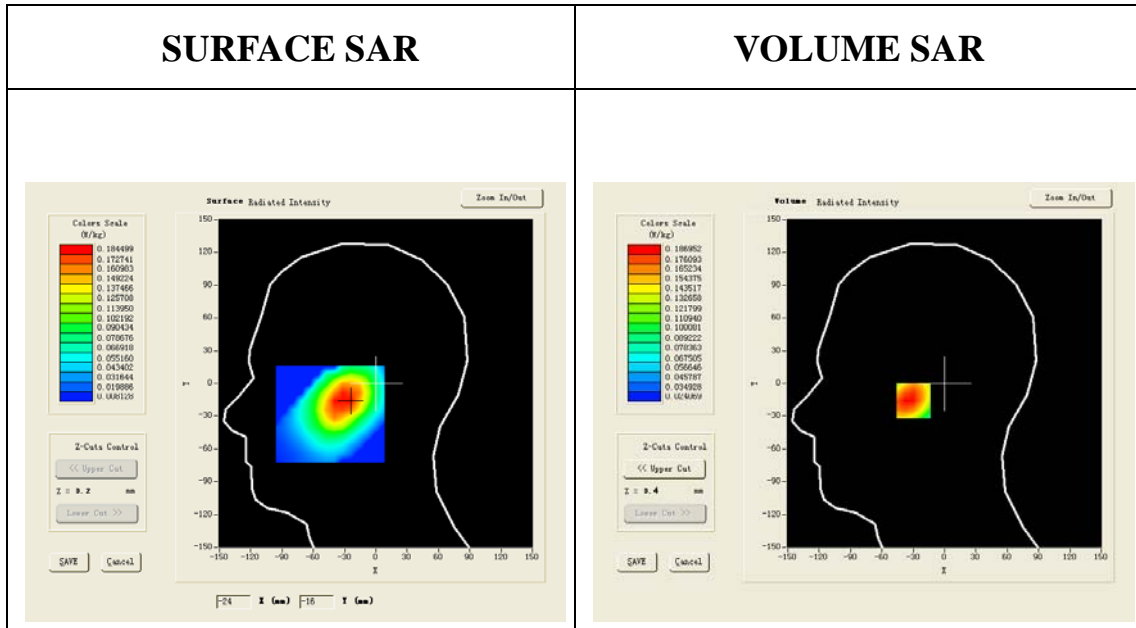 SURFACE SAR
VOLUME SAR
Surface Radiated Intensity
Zoom In/Out
Colors Scale
(W/kg)
0.184499
0.172741
0.160983
0.149224
0.137466
0.125708
0.113950
0.102192
0.090434
0.078676
0.066918
0.055160
0.043402
0.031644
0.019886
0.008128
150
120
90
60
30
0
-30
-60
-90
-120
-150
Y
-150 -120 -90 -60 -30 0 30 60 90 120 150
X
Z-Cuts Control
<< Upper Cut
mm
Lower Cut >>
SAVE
Cancel
-24 X (mm) -16 Y (mm)
Volume Radiated Intensity
Zoom In/Out
Colors Scale
(W/kg)
0.186952
0.176093
0.165234
0.154375
0.143517
0.132658
0.121799
0.110940
0.100081
0.089222
0.078363
0.067505
0.056646
0.045787
0.034928
0.024069
150
120
90
60
30
0
-30
-60
-90
-120
-150
Y
-150 -120 -90 -60 -30 0 30 60 90 120 150
X
Z-Cuts Control
<< Upper Cut
mm
Lower Cut >>
SAVE
Cancel